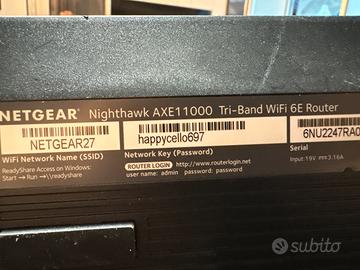 NETGEAR Nighthawk AXE11000 Tri-Band WiFi 6E Router
NETGEAR27
WiFi Network Name (SSID)
ReadyShare Access on Windows:
Start → Run → \\readyshare
happycello697
Network Key (Password)
ROUTER LOGIN http://www.routerlogin.net
user name: admin password: password
6NU2247RA0
Serial
Input: 19V 3.16A
subito